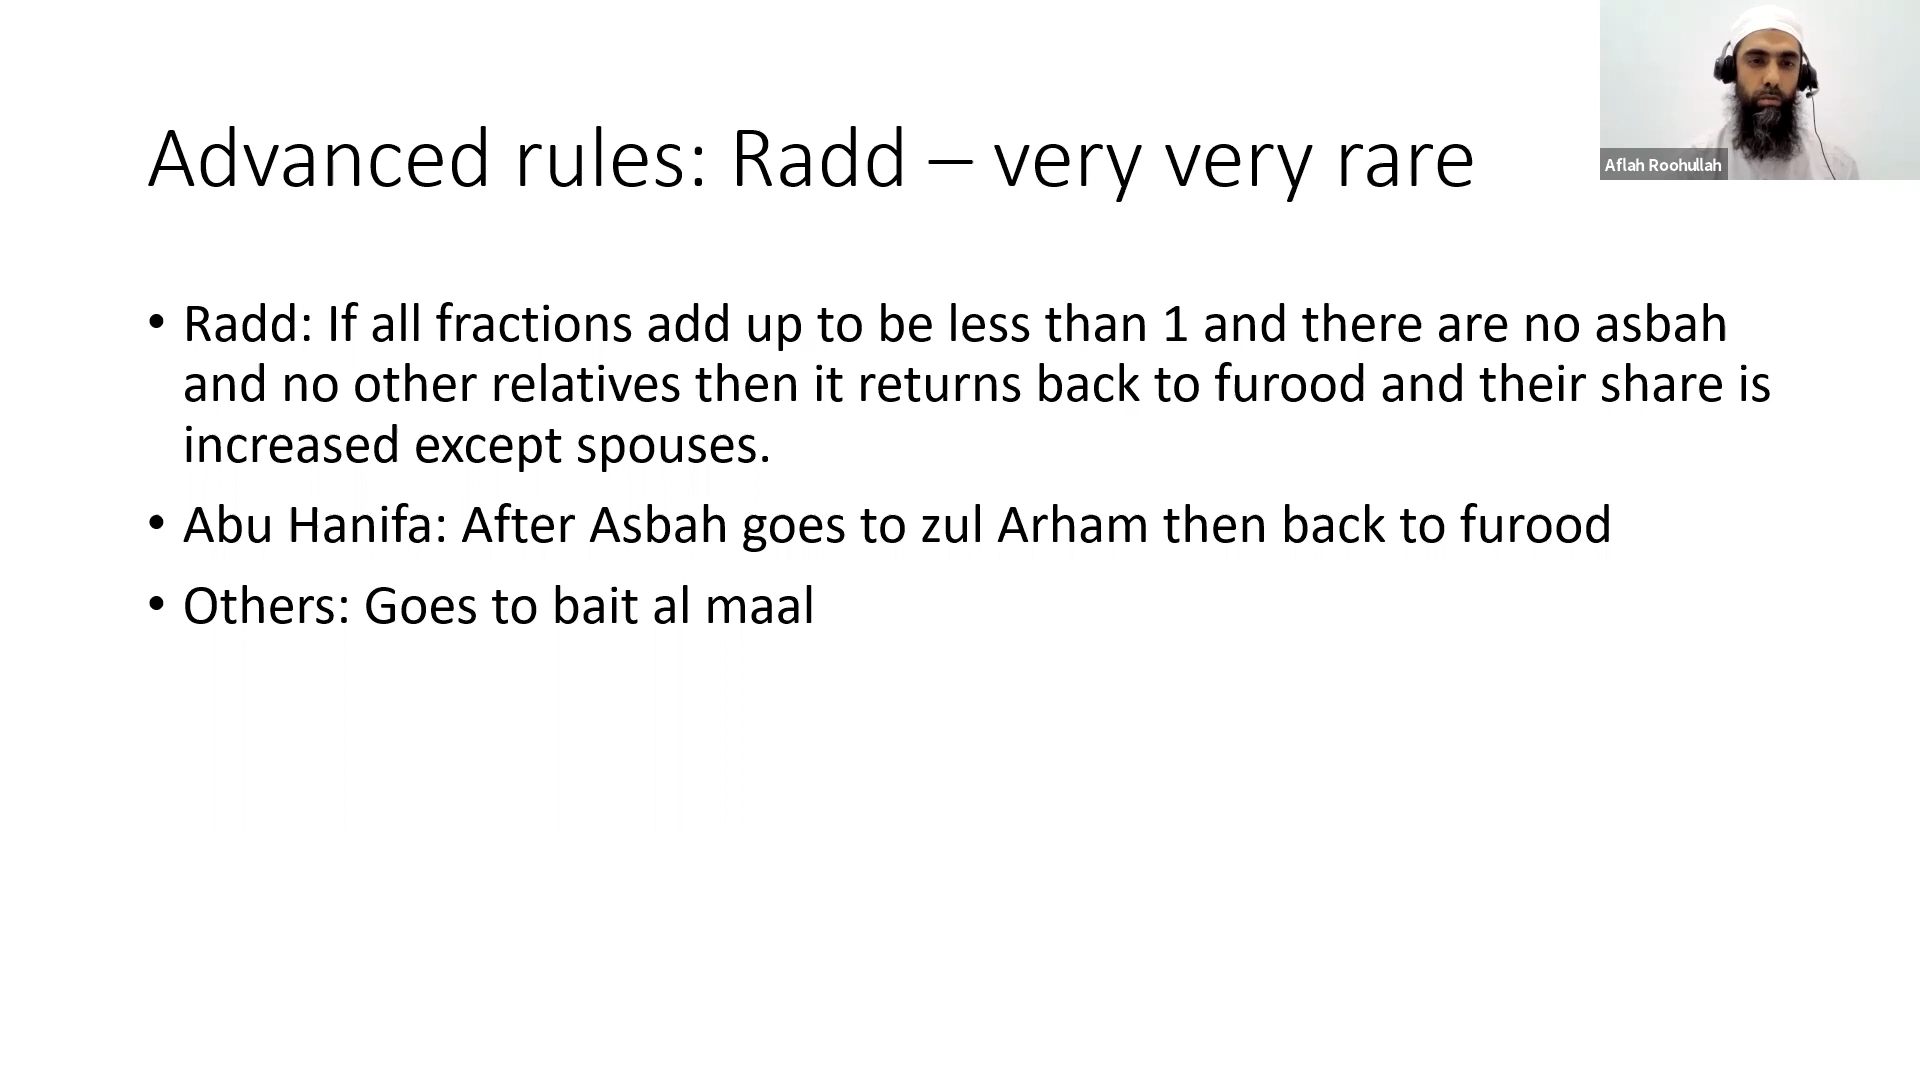 Advanced rules: Radd – very very rare
Aflah Roohullah
• Radd: If all fractions add up to be less than 1 and there are no asbah
and no other relatives then it returns back to furood and their share is
increased except spouses.
• Abu Hanifa: After Asbah goes to zul Arham then back to furood
• Others: Goes to bait al maal